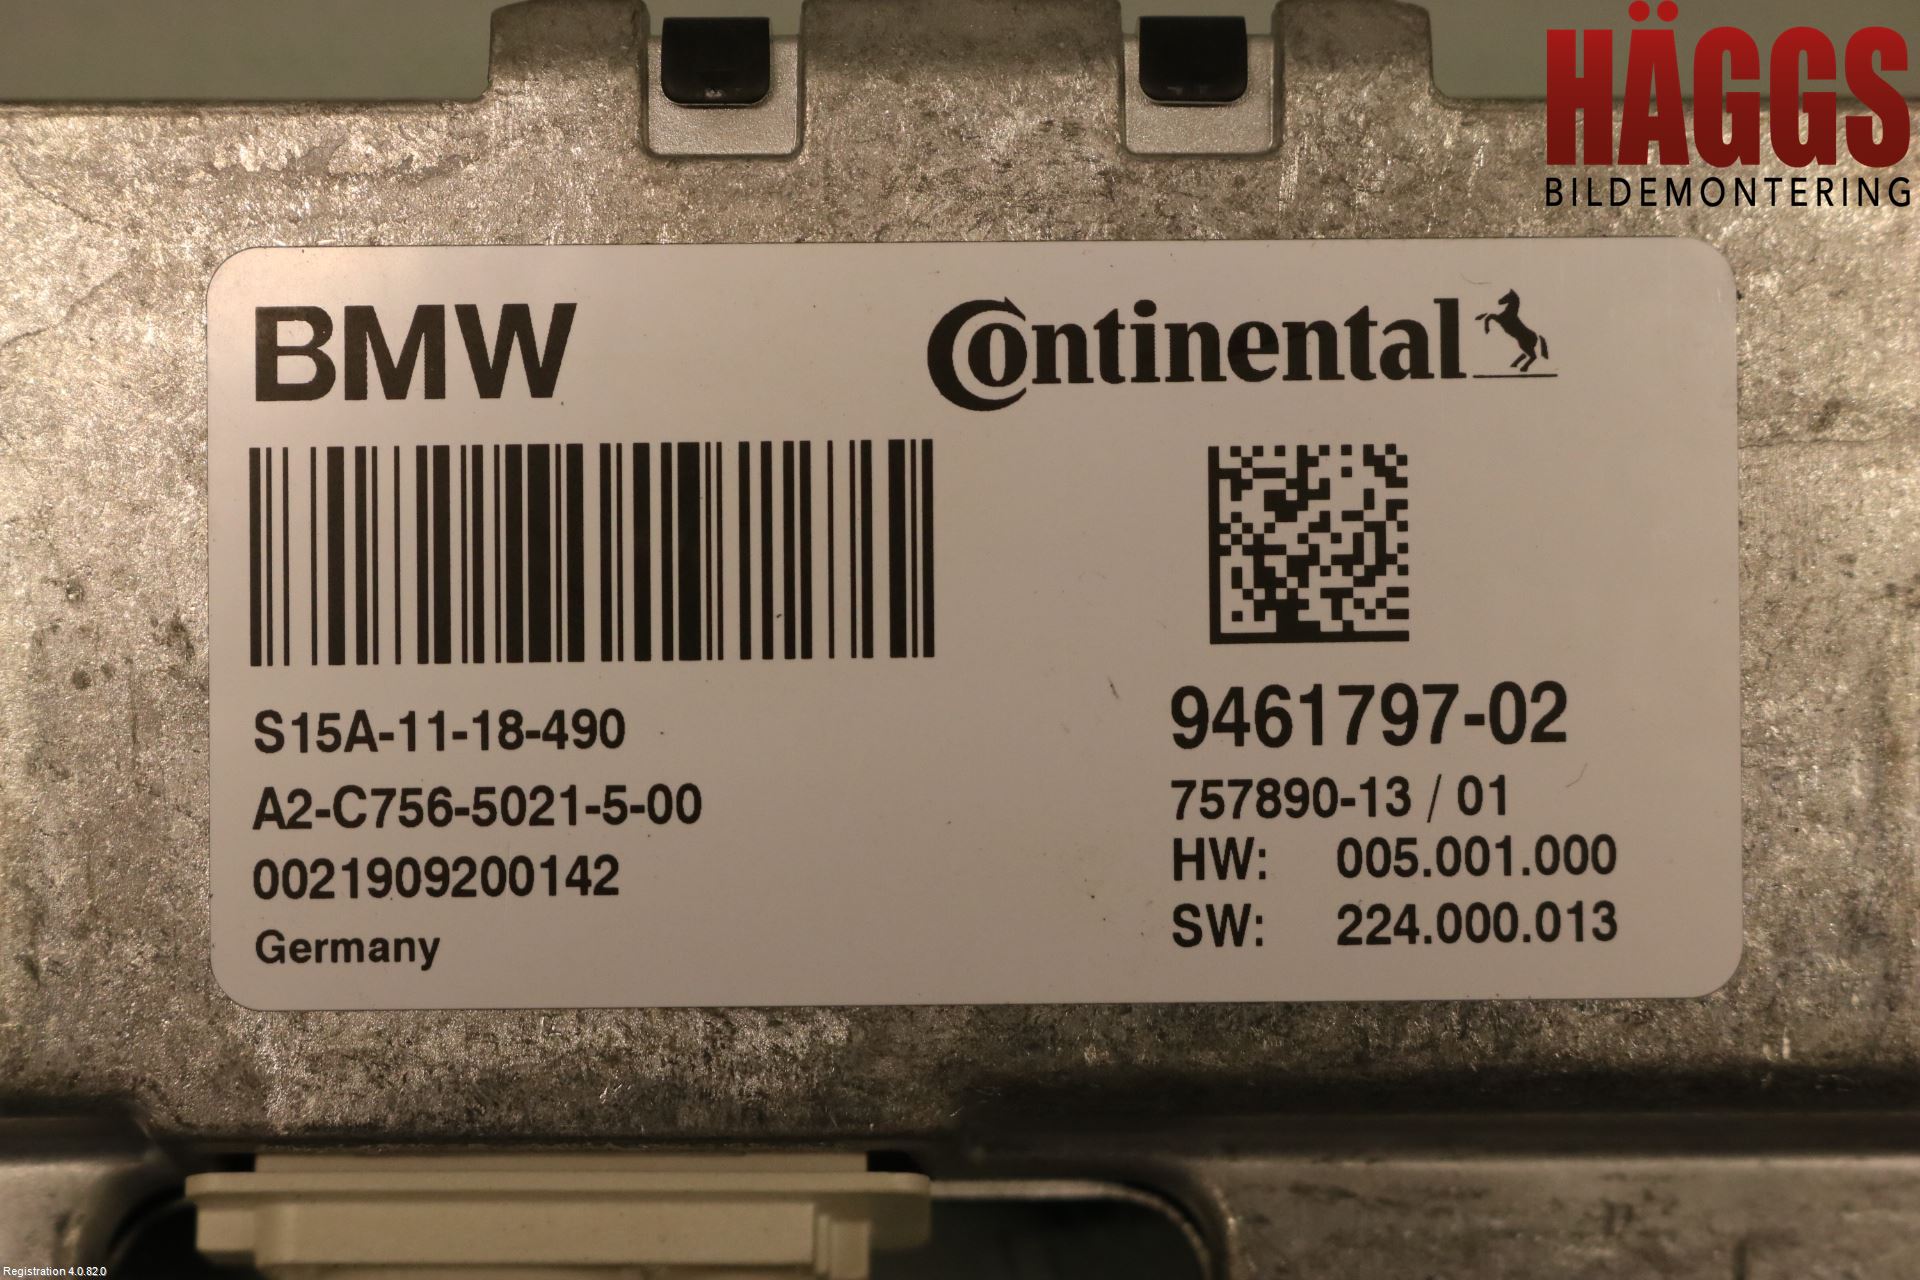 HÄGGS
BILDEMONTERING
BMW
Continental
S15A-11-18-490
A2-C756-5021-5-00
0021909200142
Germany
9461797-02
757890-13 / 01
HW: 005.001.000
SW: 224.000.013
Registration 4.0.82.0